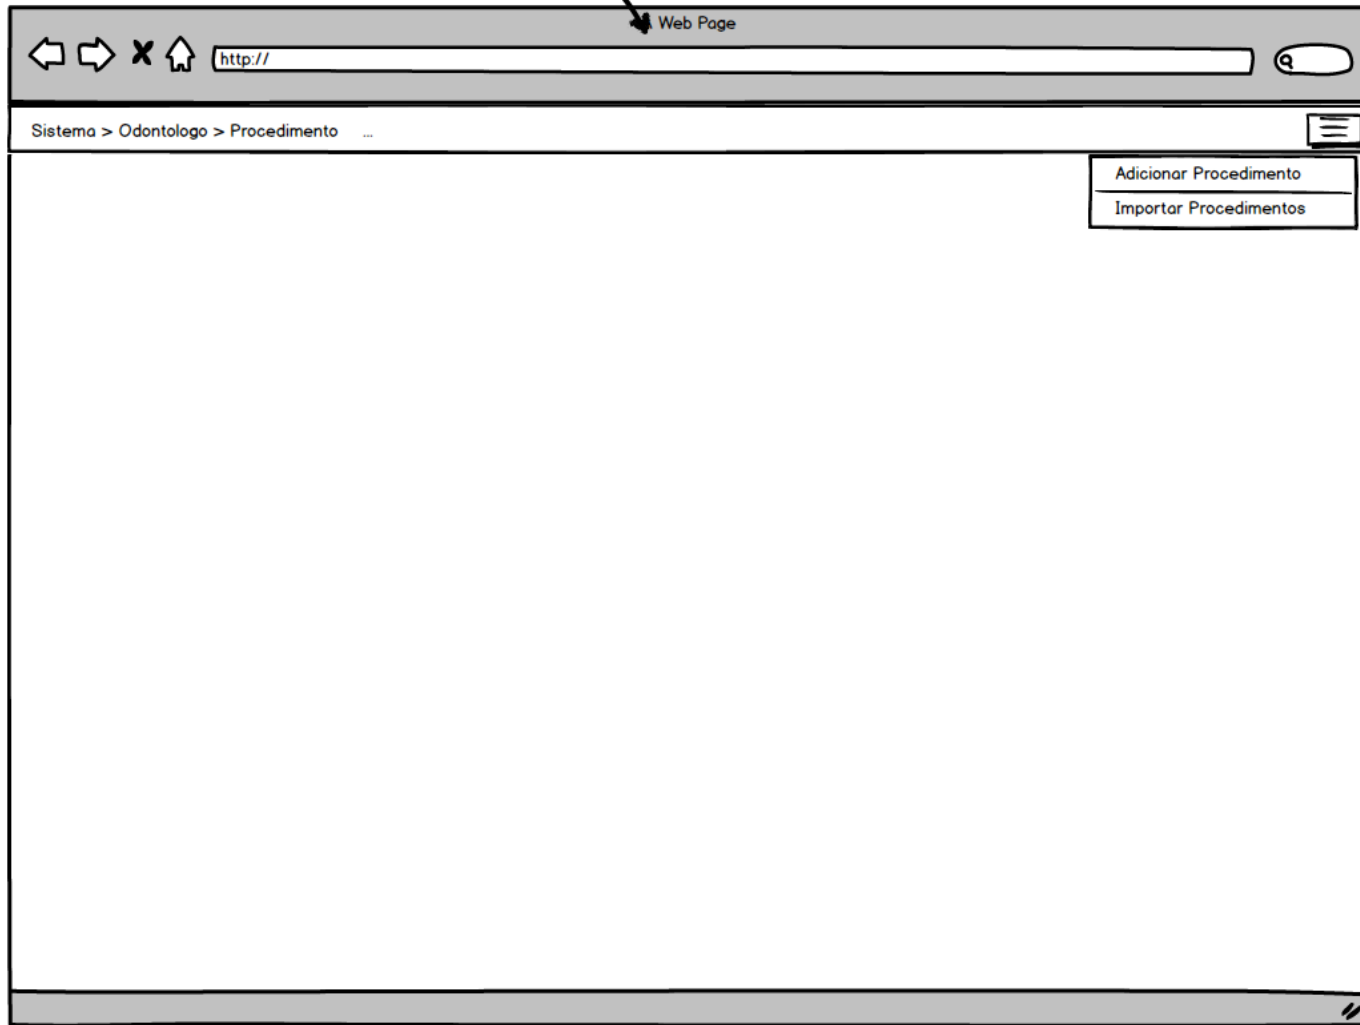 Web Page
http://
Sistema > Odontologo > Procedimento ...
Adicionar Procedimento
Importar Procedimentos